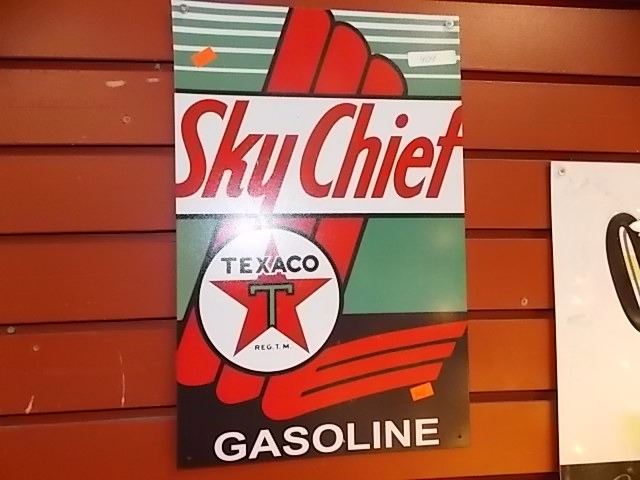 Sky Chief
TEXACO
T
REG. T. M.
GASOLINE